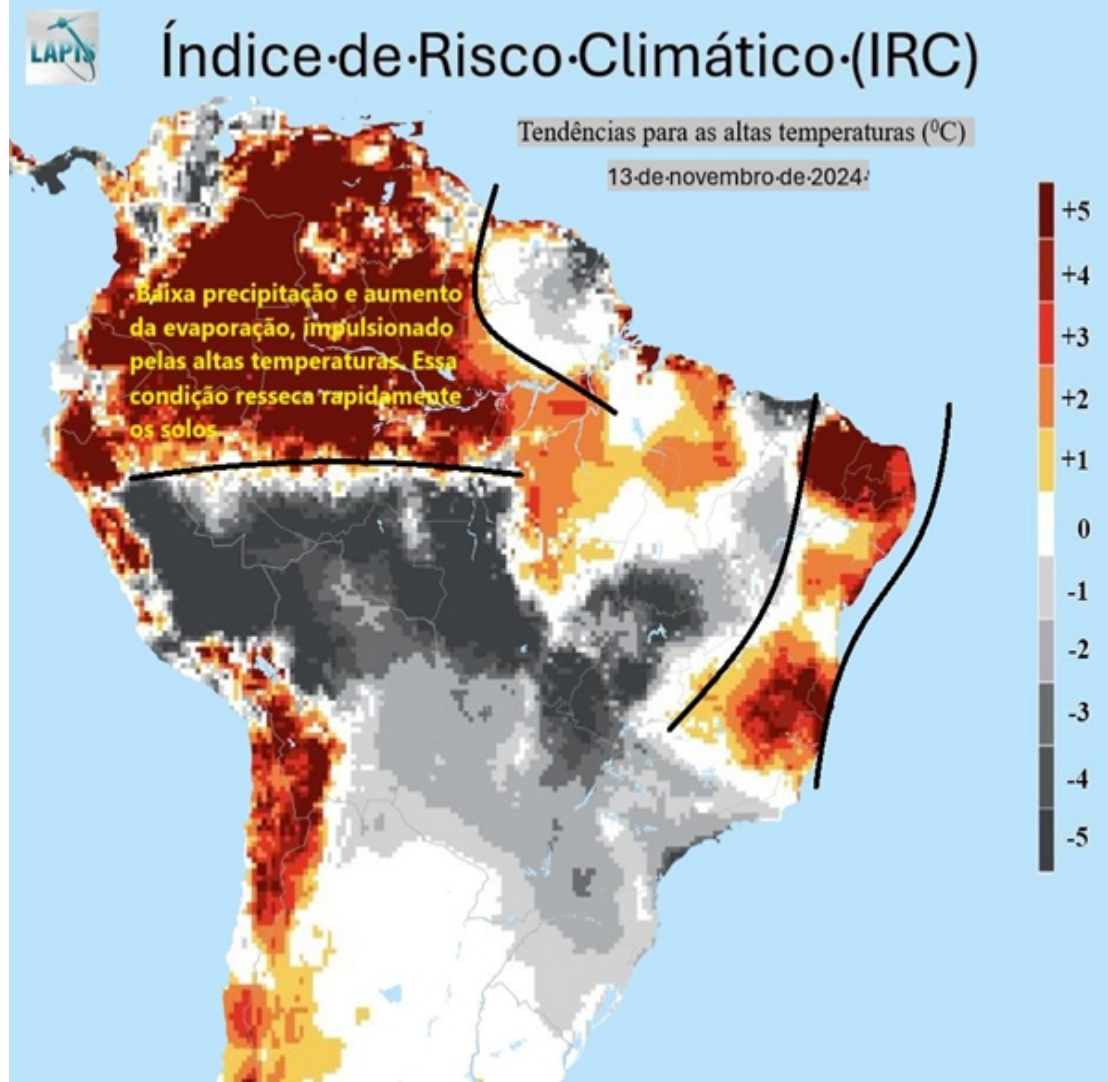 LAPIS
Índice·de·Risco·Climático·(IRC)
Tendências para as altas temperaturas (⁰C)
13·de·novembro·de·2024·
Baixa precipitação e aumento
da evaporação, impulsionado
pelas altas temperaturas. Essa
condição resseca rapidamente
os solos
+5
+4
+3
+2
+1
0
-1
-2
-3
-4
-5